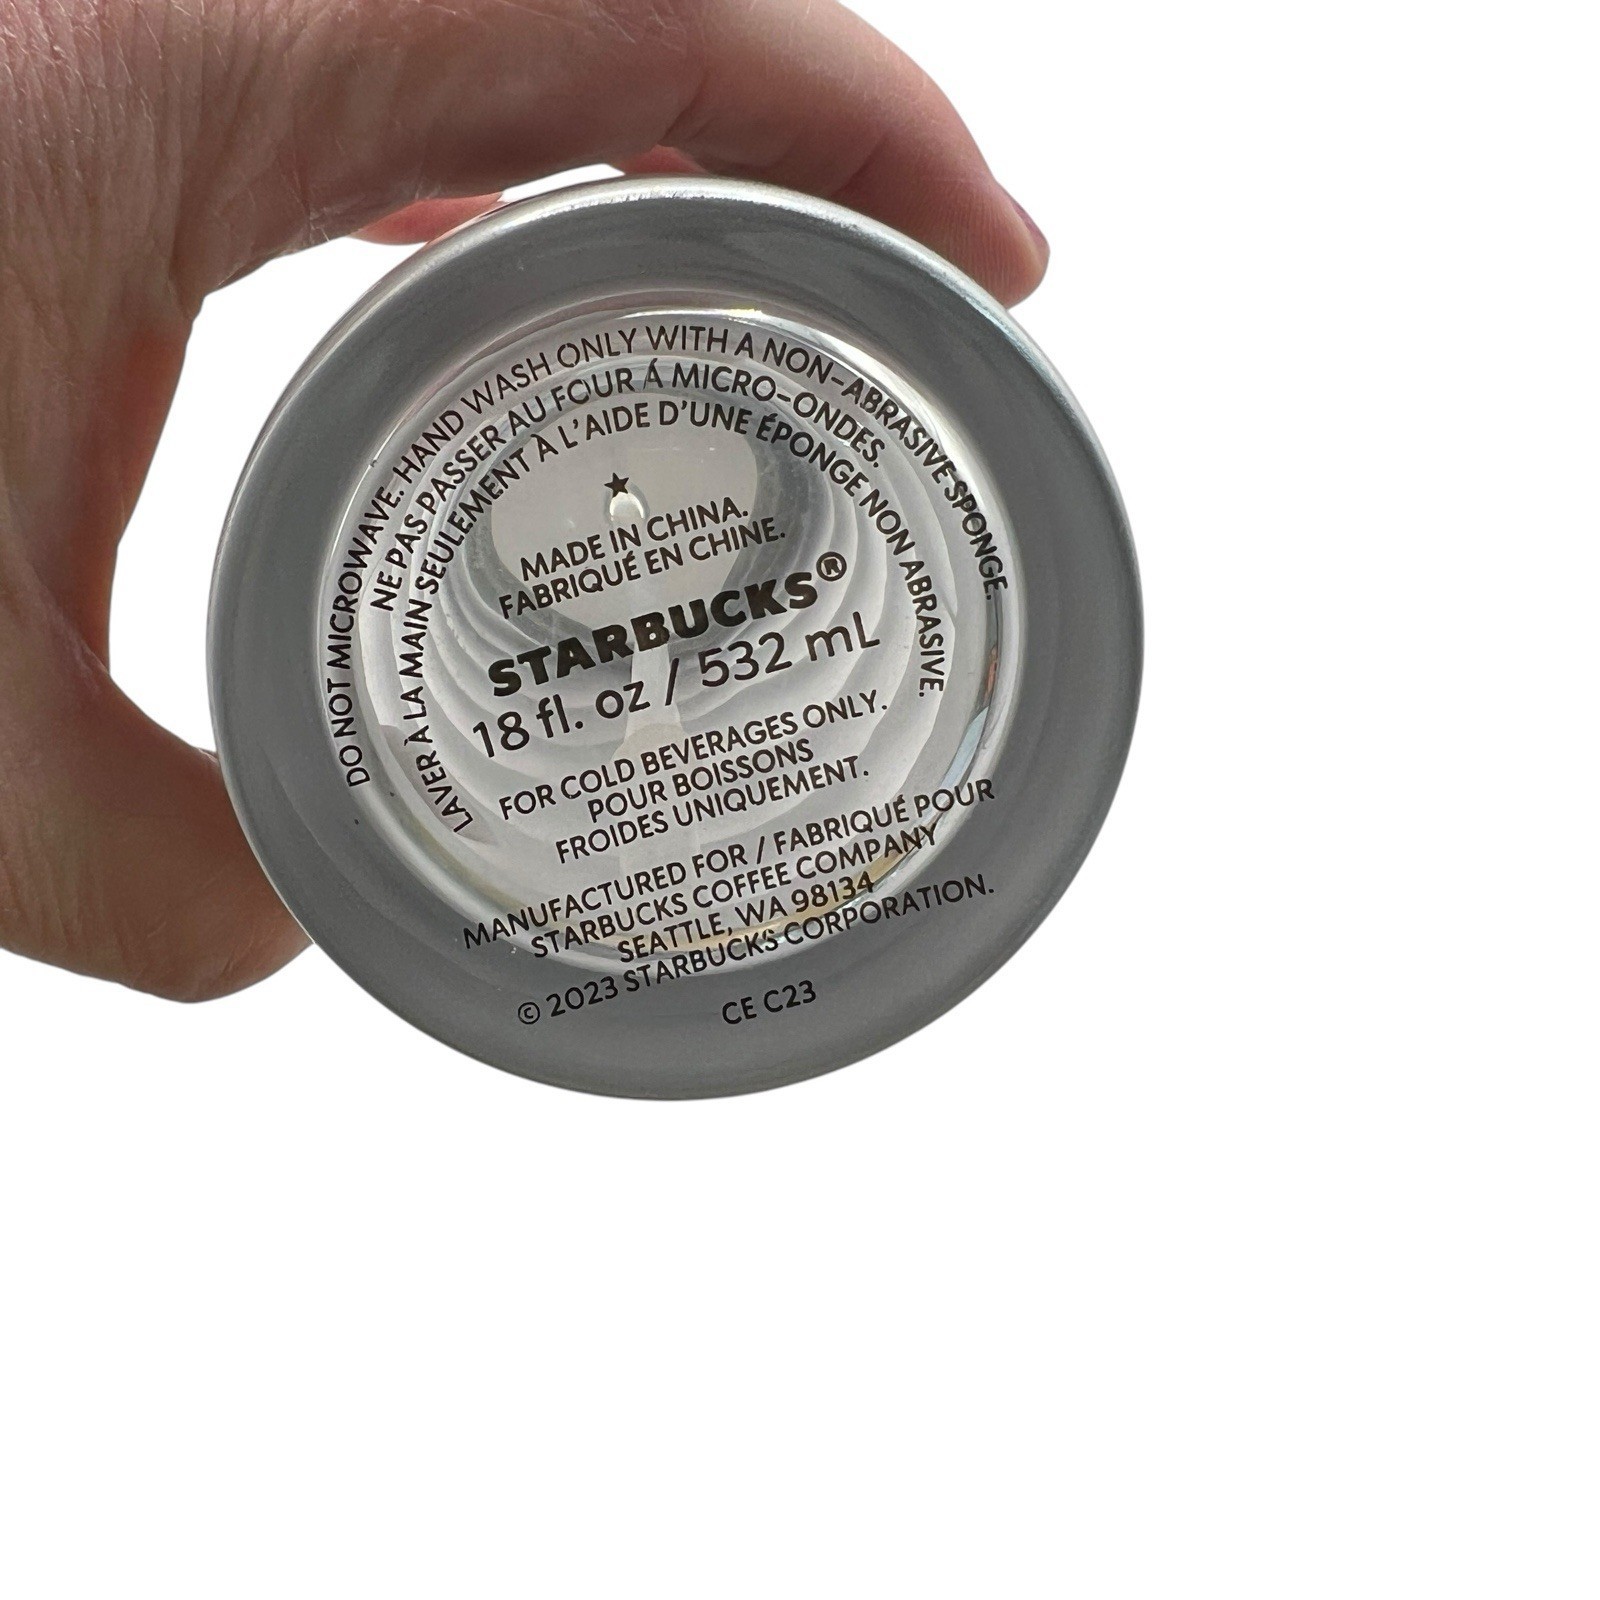 DO NOT MICROWAVE. HAND WASH ONLY WITH A NON-ABRASIVE SPONGE.
NE PAS PASSER AU FOUR Á MICRO-ONDES.
LAVER À LA MAIN SEULEMENT À L'AIDE D'UNE ÉPONGE NON ABRASIVE.
MADE IN CHINA.
FABRIQUÉ EN CHINE.
STARBUCKS®
18 fl. oz / 532 mL
FOR COLD BEVERAGES ONLY.
POUR BOISSONS
FROIDES UNIQUEMENT.
MANUFACTURED FOR / FABRIQUÉ POUR
STARBUCKS COFFEE COMPANY
SEATTLE, WA 98134
© 2023 STARBUCKS CORPORATION.
CE C23